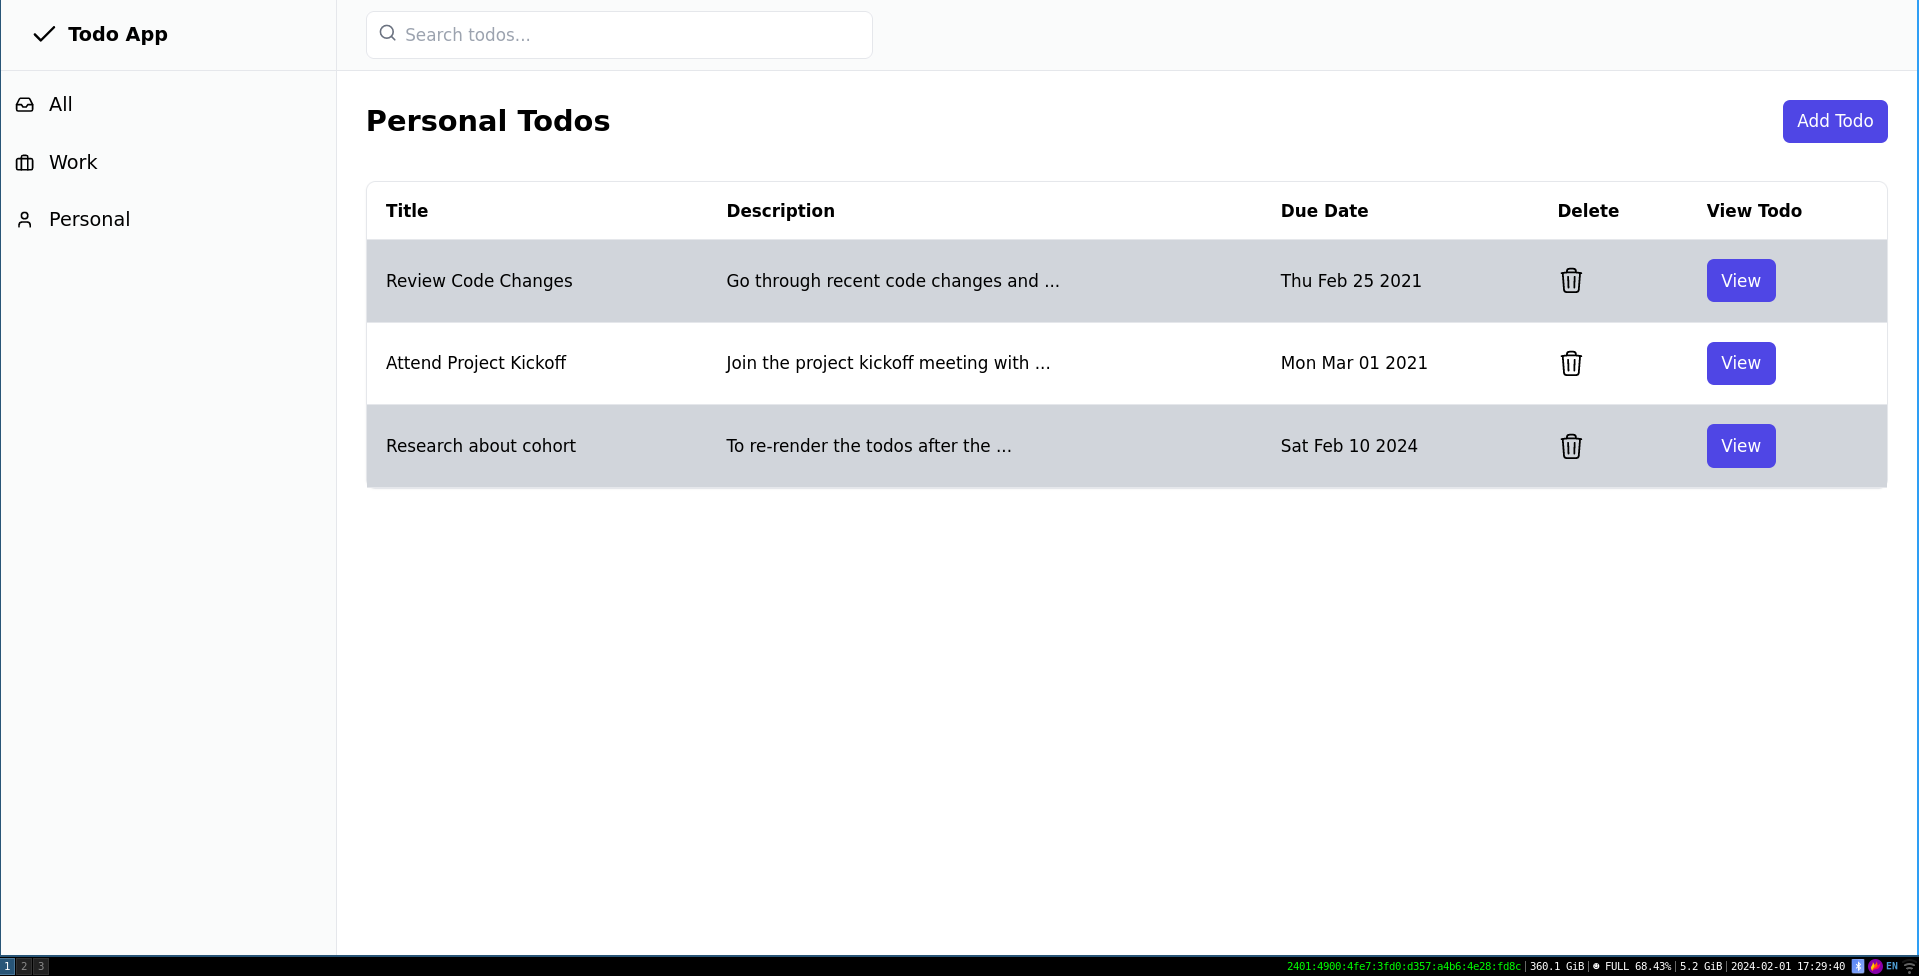 Todo App
Search todos...
All
Work
Personal
Personal Todos
Add Todo
Title Description Due Date Delete View Todo
Review Code Changes Go through recent code changes and ... Thu Feb 25 2021 View
Attend Project Kickoff Join the project kickoff meeting with ... Mon Mar 01 2021 View
Research about cohort To re-render the todos after the ... Sat Feb 10 2024 View
1 2 3 2401:4900:4fe7:3fd0:d357:a4b6:4e28:fd8c 360.1 GiB FULL 68.43% 5.2 GiB 2024-02-01 17:29:40 EN